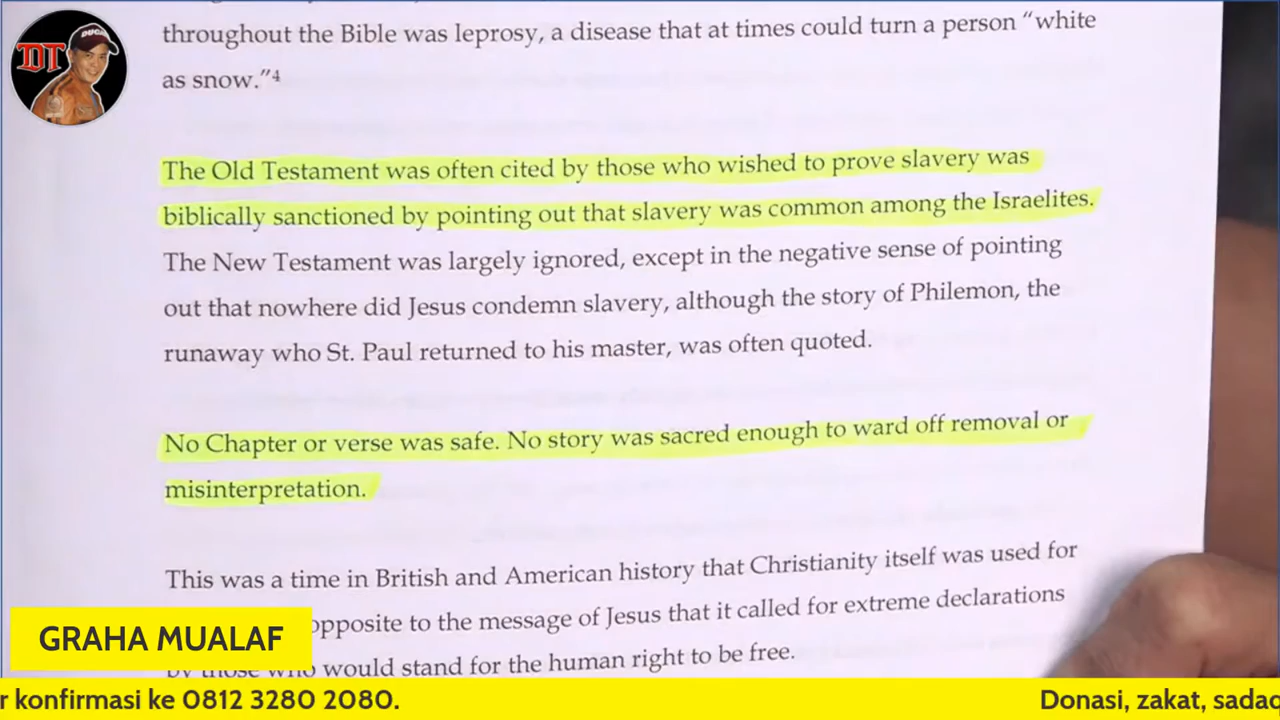 throughout the Bible was leprosy, a disease that at times could turn a person “white
as snow.”4
The Old Testament was often cited by those who wished to prove slavery was
biblically sanctioned by pointing out that slavery was common among the Israelites.
The New Testament was largely ignored, except in the negative sense of pointing
out that nowhere did Jesus condemn slavery, although the story of Philemon, the
runaway who St. Paul returned to his master, was often quoted.
No Chapter or verse was safe. No story was sacred enough to ward off removal or
misinterpretation.
This was a time in British and American history that Christianity itself was used for
opposite to the message of Jesus that it called for extreme declarations
by those who would stand for the human right to be free.
DT
DUCATI
GRAHA MUALAF
r konfirmasi ke 0812 3280 2080.
Donasi, zakat, sadaq